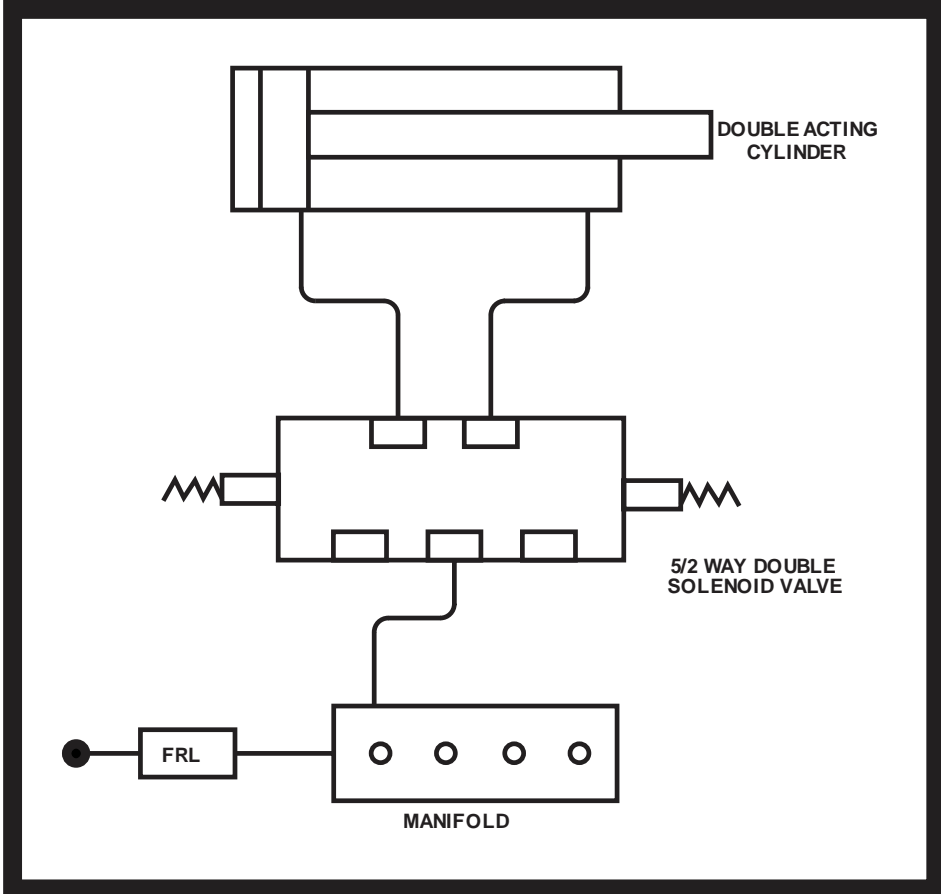 DOUBLE ACTING
CYLINDER
5/2 WAY DOUBLE
SOLENOID VALVE
FRL
MANIFOLD